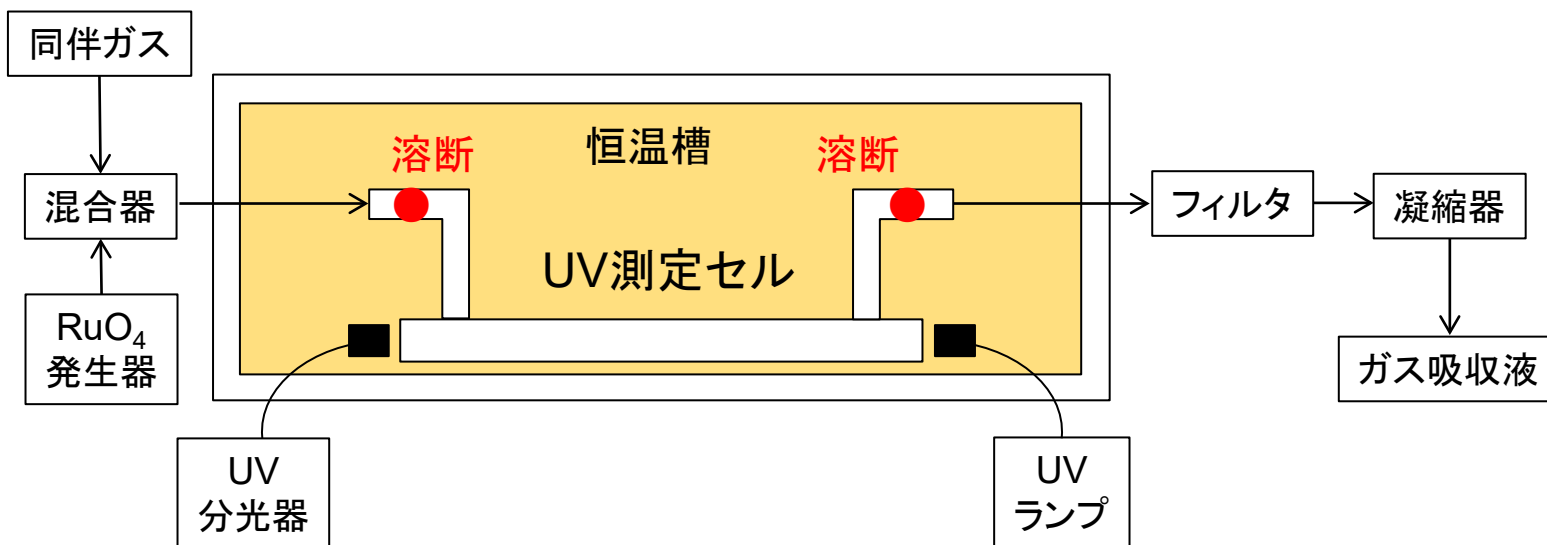 同伴ガス
混合器
RuO₄
発生器
溶断
恒温槽
溶断
UV測定セル
フィルタ
凝縮器
ガス吸収液
UV
分光器
UV
ランプ